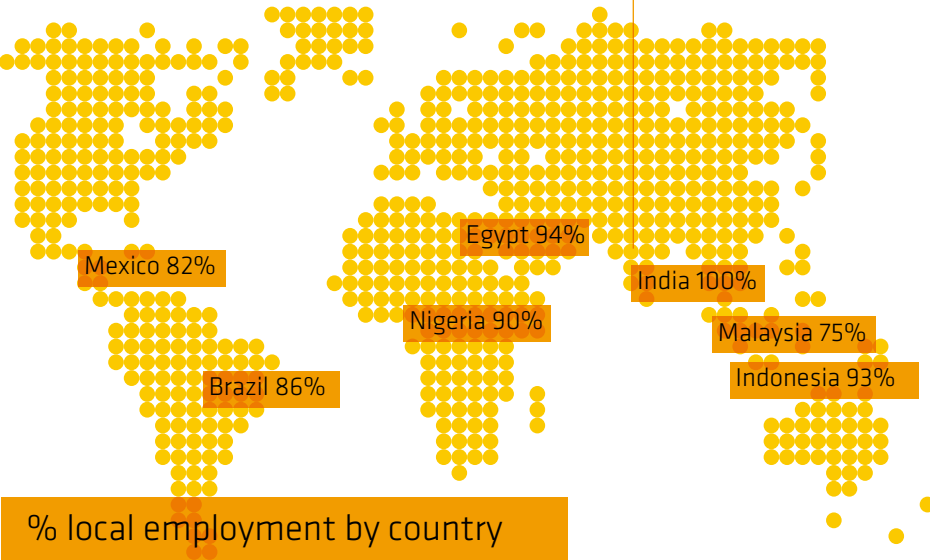 Egypt 94%
Mexico 82%
India 100%
Nigeria 90%
Malaysia 75%
Indonesia 93%
Brazil 86%
% local employment by country